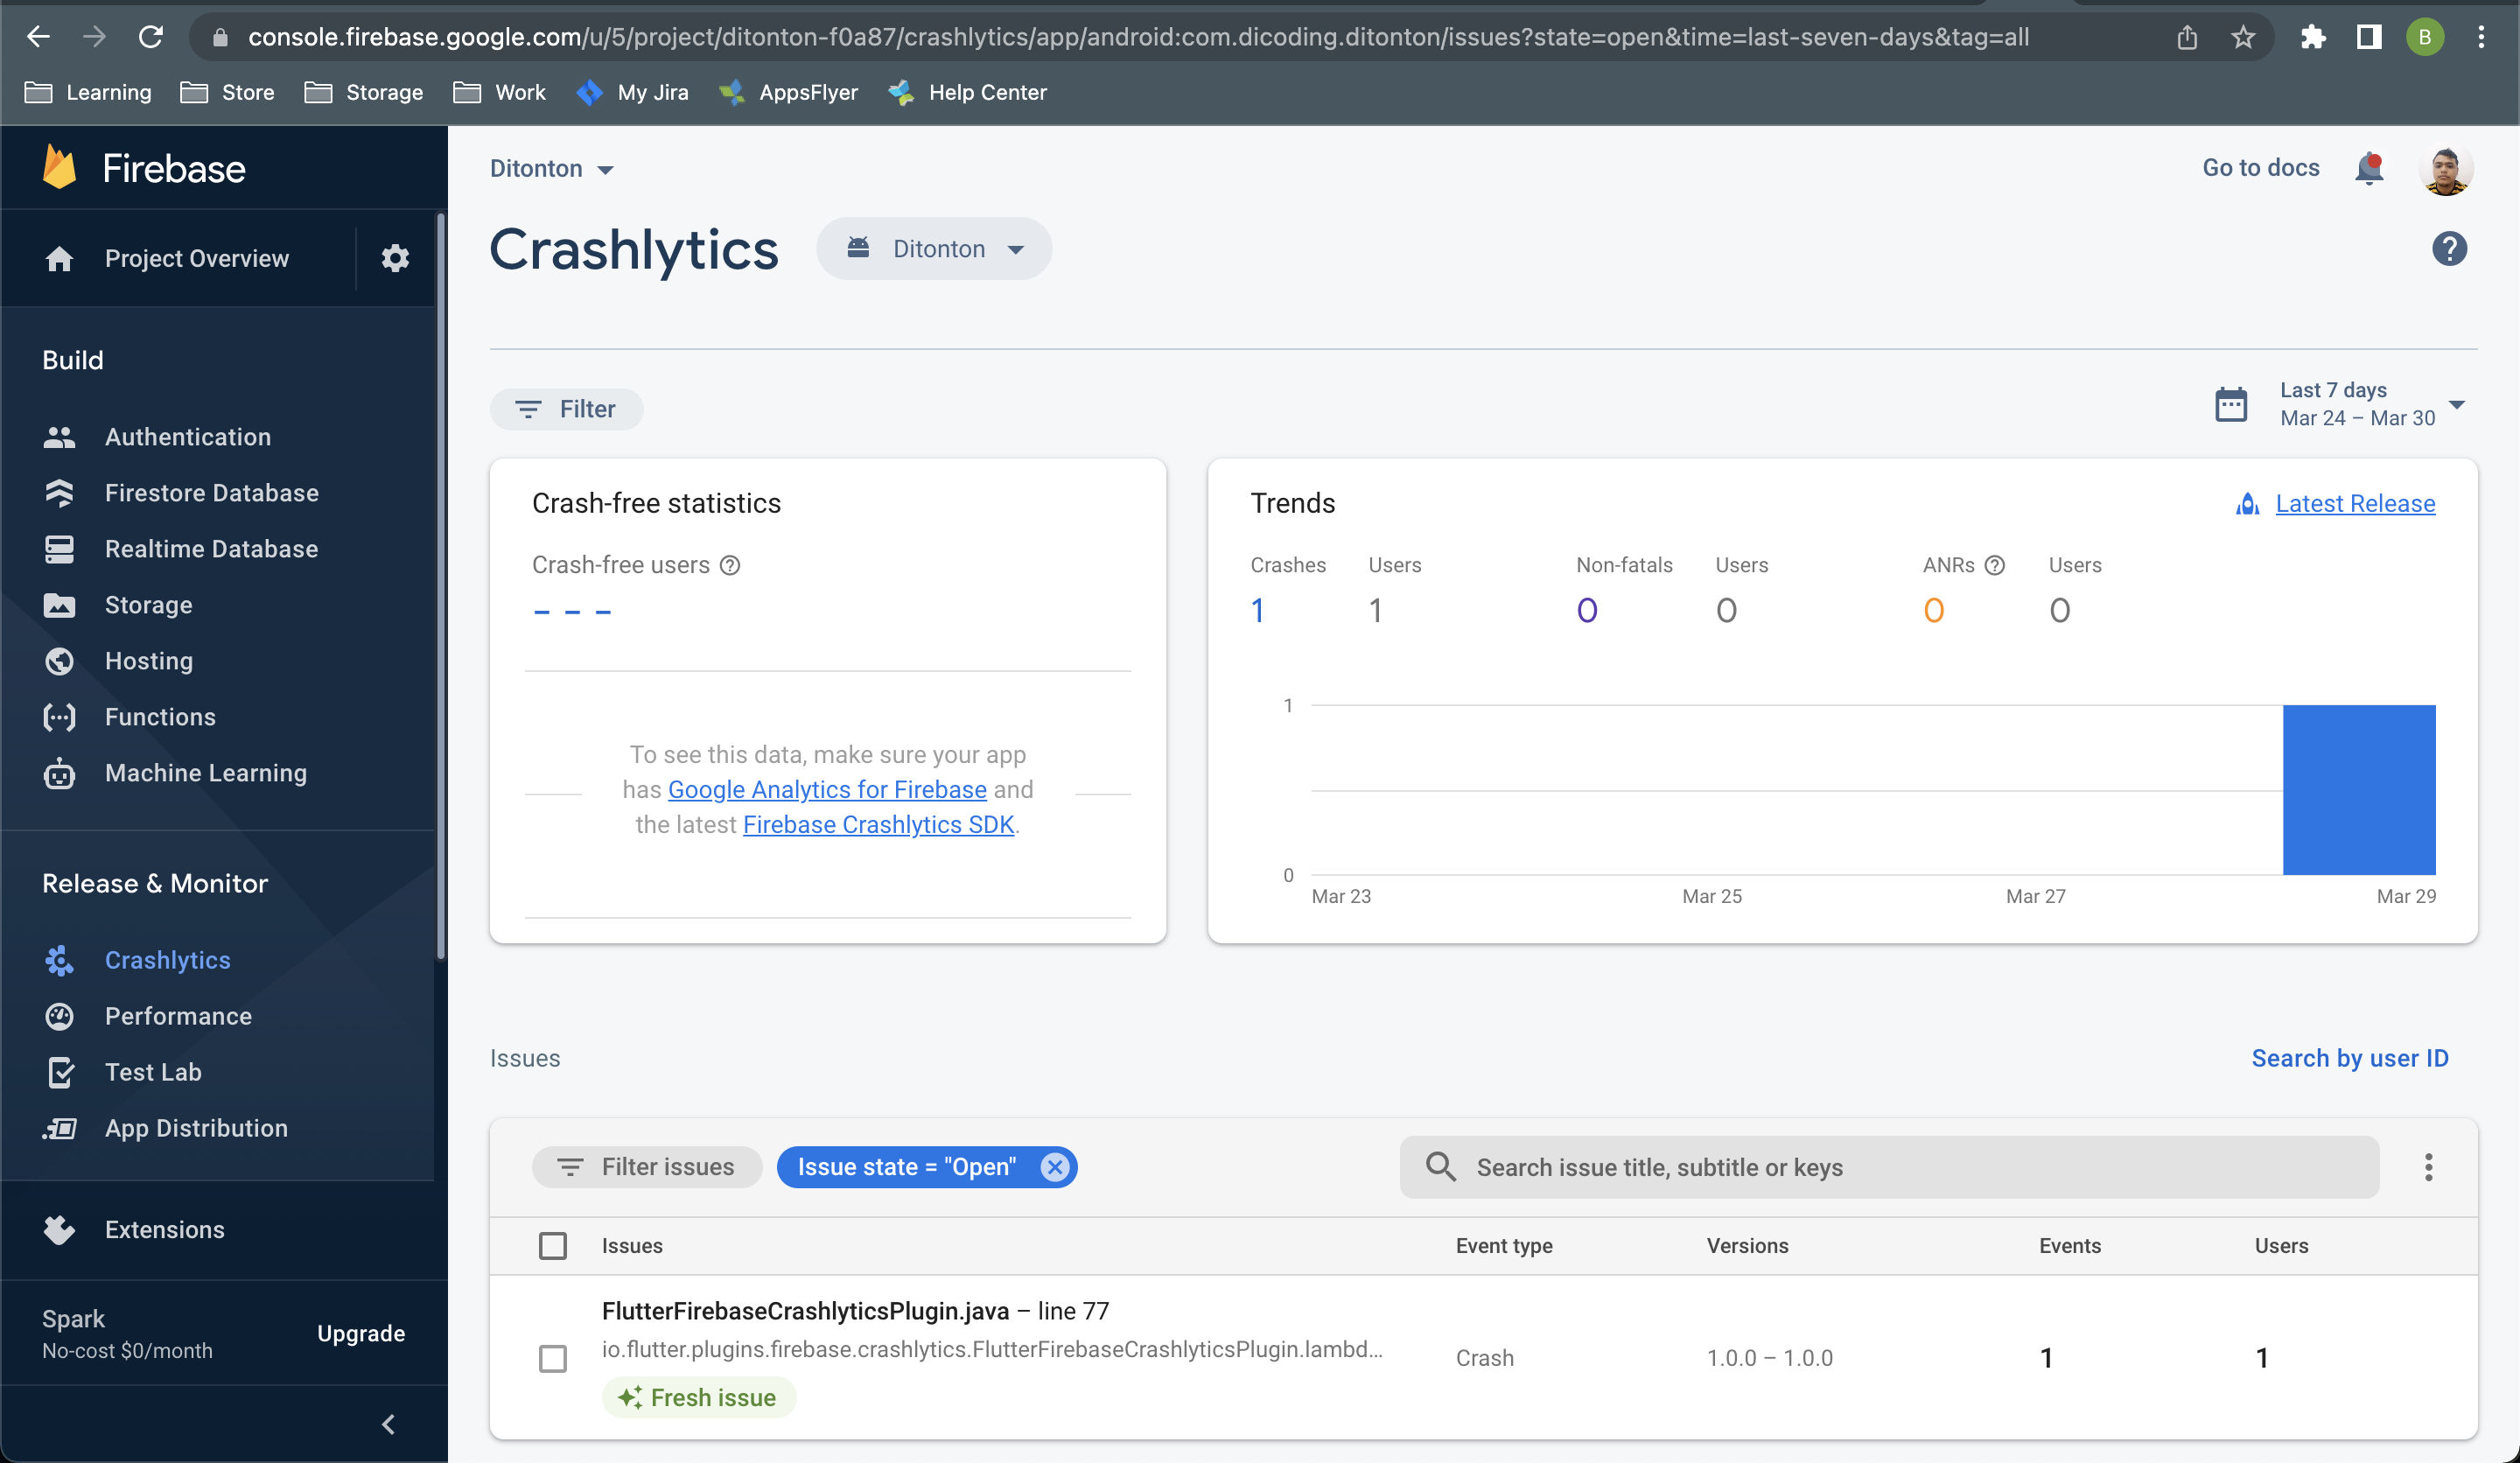 console.firebase.google.com/u/5/project/ditonton-f0a87/crashlytics/app/android:com.dicoding.ditonton/issues?state=open&time=last-seven-days&tag=all
B
Learning Store Storage Work My Jira AppsFlyer Help Center
Firebase
Project Overview
Build
Authentication
Firestore Database
Realtime Database
Storage
Hosting
Functions
Machine Learning
Release & Monitor
Crashlytics
Performance
Test Lab
App Distribution
Extensions
Spark
No-cost $0/month
Upgrade
Ditonton
Go to docs
Crashlytics
Ditonton
Filter
Last 7 days
Mar 24 – Mar 30
Crash-free statistics
Crash-free users
– – –
To see this data, make sure your app
has Google Analytics for Firebase and
the latest Firebase Crashlytics SDK.
Trends
Latest Release
Crashes Users Non-fatals Users ANRs Users
1 1 0 0 0 0
1
0
Mar 23 Mar 25 Mar 27 Mar 29
Issues
Search by user ID
Filter issues
Issue state = "Open"
Search issue title, subtitle or keys
Issues Event type Versions Events Users
FlutterFirebaseCrashlyticsPlugin.java – line 77
io.flutter.plugins.firebase.crashlytics.FlutterFirebaseCrashlyticsPlugin.lambd…
Crash 1.0.0 – 1.0.0 1 1
Fresh issue